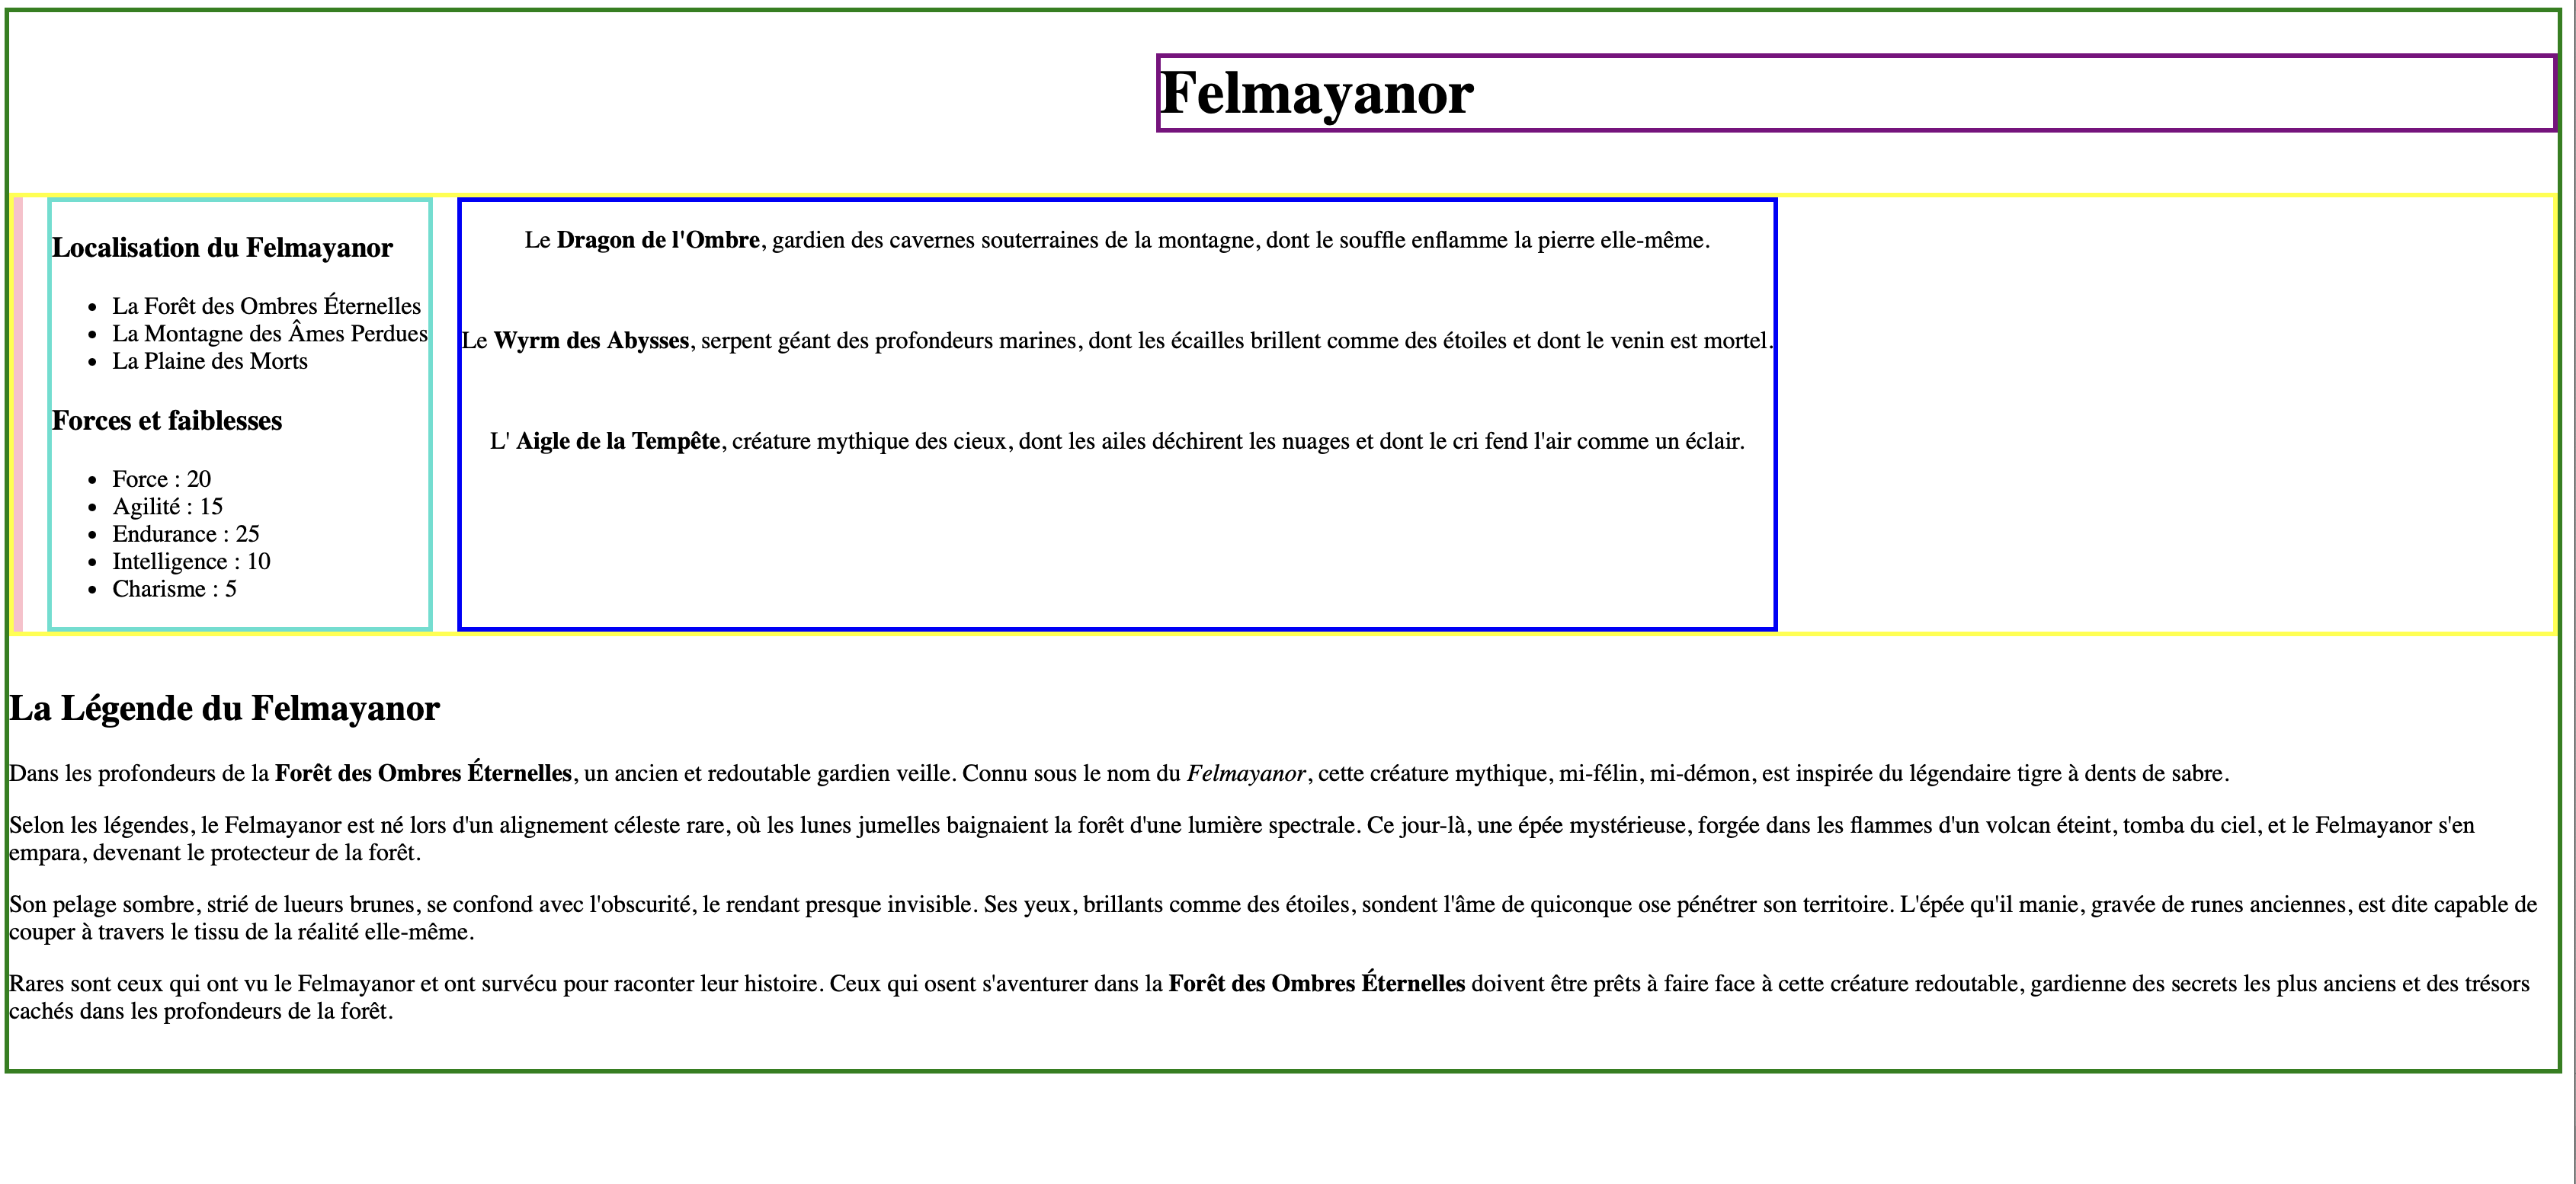 Felmayanor
Localisation du Felmayanor
La Forêt des Ombres Éternelles
La Montagne des Âmes Perdues
La Plaine des Morts
Forces et faiblesses
Force : 20
Agilité : 15
Endurance : 25
Intelligence : 10
Charisme : 5
Le Dragon de l'Ombre, gardien des cavernes souterraines de la montagne, dont le souffle enflamme la pierre elle-même.
Le Wyrm des Abysses, serpent géant des profondeurs marines, dont les écailles brillent comme des étoiles et dont le venin est mortel.
L' Aigle de la Tempête, créature mythique des cieux, dont les ailes déchirent les nuages et dont le cri fend l'air comme un éclair.
La Légende du Felmayanor
Dans les profondeurs de la Forêt des Ombres Éternelles, un ancien et redoutable gardien veille. Connu sous le nom du Felmayanor, cette créature mythique, mi-félin, mi-démon, est inspirée du légendaire tigre à dents de sabre.
Selon les légendes, le Felmayanor est né lors d'un alignement céleste rare, où les lunes jumelles baignaient la forêt d'une lumière spectrale. Ce jour-là, une épée mystérieuse, forgée dans les flammes d'un volcan éteint, tomba du ciel, et le Felmayanor s'en
empara, devenant le protecteur de la forêt.
Son pelage sombre, strié de lueurs brunes, se confond avec l'obscurité, le rendant presque invisible. Ses yeux, brillants comme des étoiles, sondent l'âme de quiconque ose pénétrer son territoire. L'épée qu'il manie, gravée de runes anciennes, est dite capable de
couper à travers le tissu de la réalité elle-même.
Rares sont ceux qui ont vu le Felmayanor et ont survécu pour raconter leur histoire. Ceux qui osent s'aventurer dans la Forêt des Ombres Éternelles doivent être prêts à faire face à cette créature redoutable, gardienne des secrets les plus anciens et des trésors
cachés dans les profondeurs de la forêt.